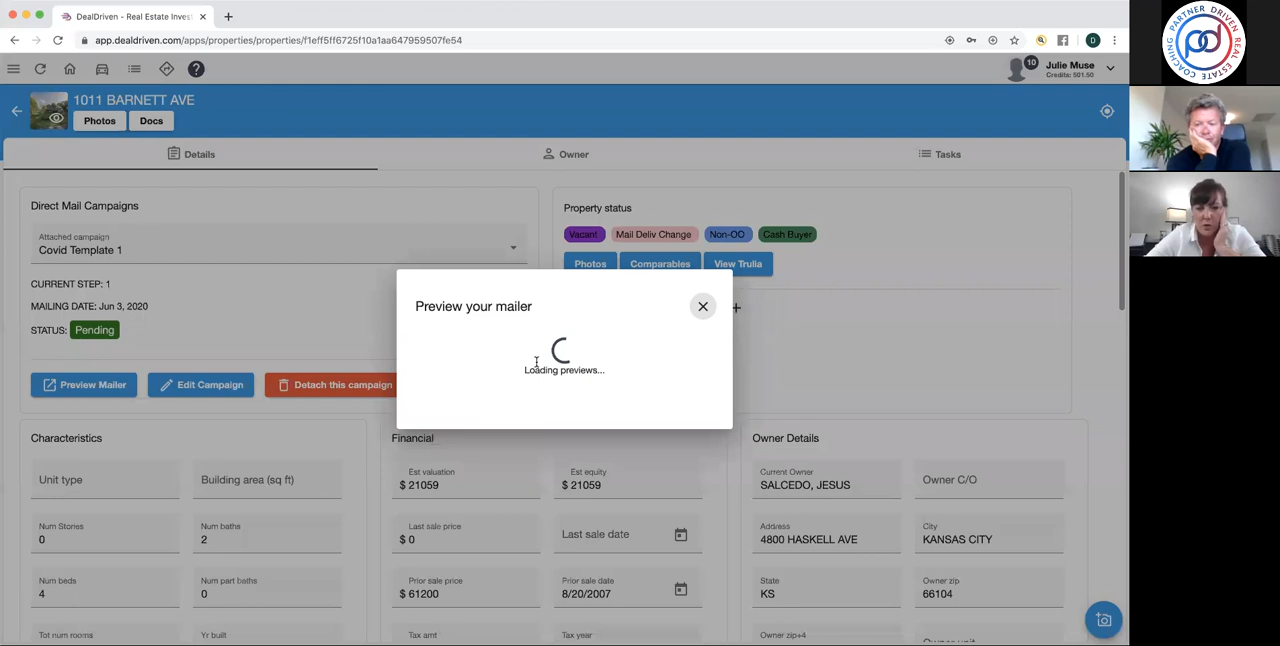 DealDriven - Real Estate Inves
app.dealdriven.com/apps/properties/properties/f1eff5ff6725f10a1aa647959507fe54
D
10
Julie Muse
Credits: 501.50
PARTNER DRIVEN
pd
REAL ESTATE COACHING
1011 BARNETT AVE
Photos
Docs
Details
Owner
Tasks
Direct Mail Campaigns
Attached campaign
Covid Template 1
CURRENT STEP: 1
MAILING DATE: Jun 3, 2020
STATUS: Pending
Preview Mailer
Edit Campaign
Detach this campaign
Property status
Vacant
Mail Deliv Change
Non-OO
Cash Buyer
Photos
Comparables
View Trulia
Preview your mailer
Loading previews...
Characteristics
Unit type
Building area (sq ft)
Num Stories
0
Num baths
2
Num beds
4
Num part baths
0
Tot num rooms
Yr built
Financial
Est valuation
$ 21059
Est equity
$ 21059
Last sale price
$ 0
Last sale date
Prior sale price
$ 61200
Prior sale date
8/20/2007
Tax amt
Tax year
Owner Details
Current Owner
SALCEDO, JESUS
Owner C/O
Address
4800 HASKELL AVE
City
KANSAS CITY
State
KS
Owner zip
66104
Owner zip+4
Owner unit